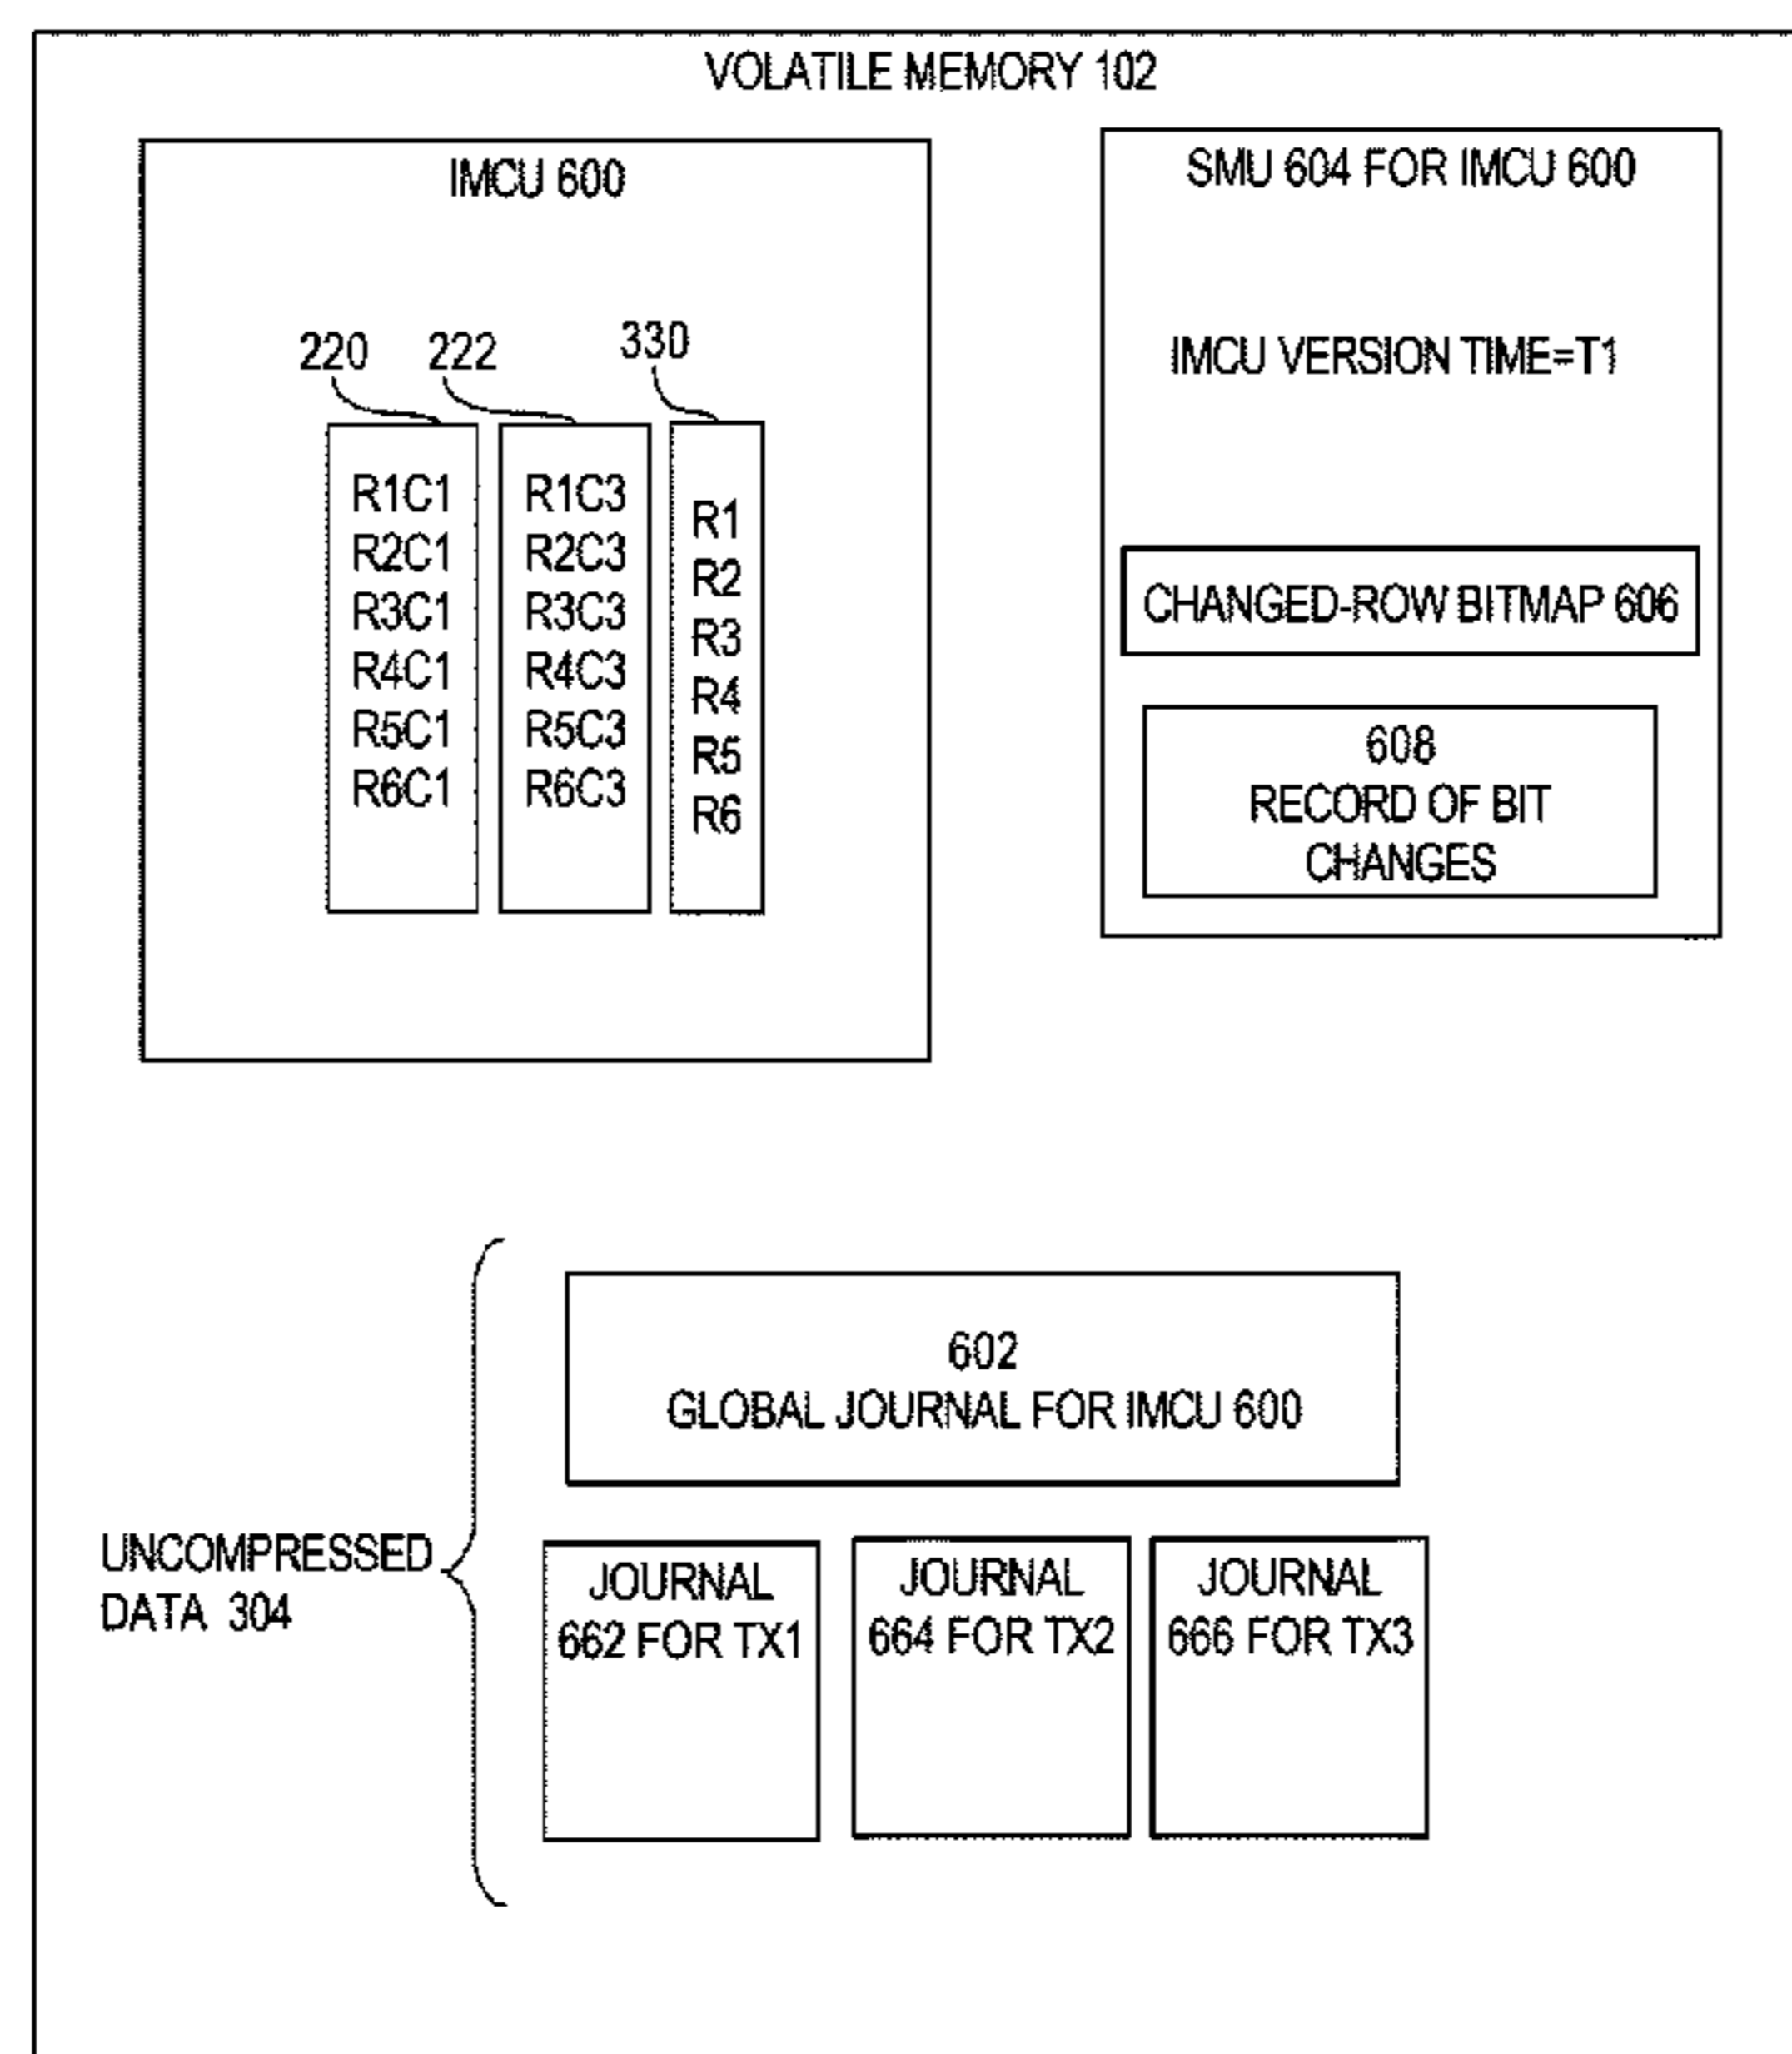 VOLATILE MEMORY 102
IMCU 600
220
222
330
R1C1
R2C1
R3C1
R4C1
R5C1
R6C1
R1C3
R2C3
R3C3
R4C3
R5C3
R6C3
R1
R2
R3
R4
R5
R6
SMU 604 FOR IMCU 600
IMCU VERSION TIME=T1
CHANGED-ROW BITMAP 606
608
RECORD OF BIT
CHANGES
UNCOMPRESSED
DATA 304
602
GLOBAL JOURNAL FOR IMCU 600
JOURNAL
662 FOR TX1
JOURNAL
664 FOR TX2
JOURNAL
666 FOR TX3